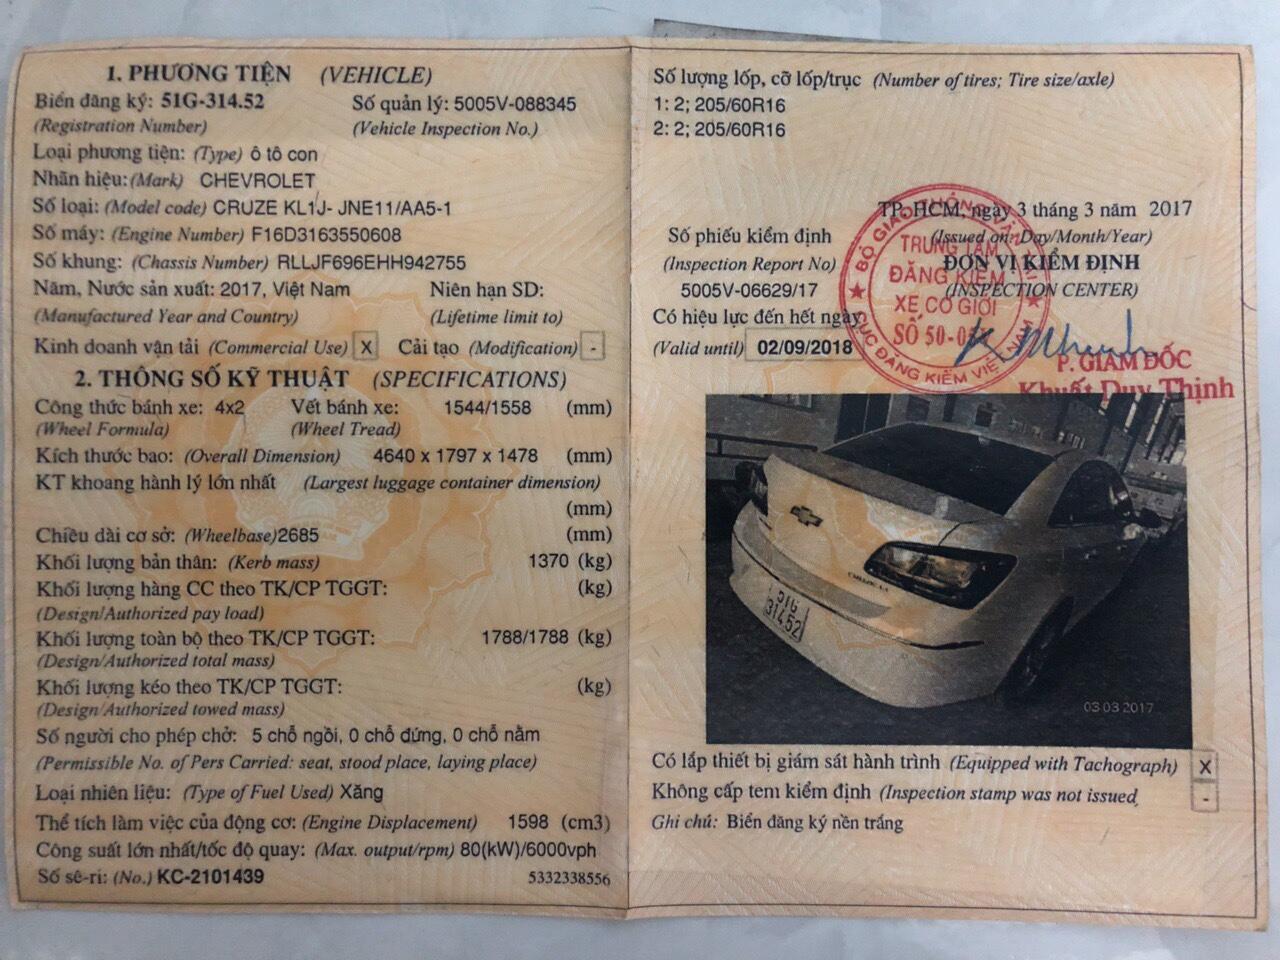 1. PHƯƠNG TIỆN (VEHICLE)
Biển đăng ký: 51G-314.52 Số quản lý: 5005V-088345
(Registration Number) (Vehicle Inspection No.)
Loại phương tiện: (Type) ô tô con
Nhãn hiệu: (Mark) CHEVROLET
Số loại: (Model code) CRUZE KL1J- JNE11/AA5-1
Số máy: (Engine Number) F16D3163550608
Số khung: (Chassis Number) RLLJF696EHH942755
Năm, Nước sản xuất: 2017, Việt Nam Niên hạn SD:
(Manufactured Year and Country) (Lifetime limit to)
Kinh doanh vận tải (Commercial Use) X Cải tạo (Modification) -
2. THÔNG SỐ KỸ THUẬT (SPECIFICATIONS)
Công thức bánh xe: 4x2 Vết bánh xe: 1544/1558 (mm)
(Wheel Formula) (Wheel Tread)
Kích thước bao: (Overall Dimension) 4640 x 1797 x 1478 (mm)
KT khoang hành lý lớn nhất (Largest luggage container dimension)
(mm)
Chiều dài cơ sở: (Wheelbase) 2685 (mm)
Khối lượng bản thân: (Kerb mass) 1370 (kg)
Khối lượng hàng CC theo TK/CP TGGT: (kg)
(Design/Authorized pay load)
Khối lượng toàn bộ theo TK/CP TGGT: 1788/1788 (kg)
(Design/Authorized total mass)
Khối lượng kéo theo TK/CP TGGT: (kg)
(Design/Authorized towed mass)
Số người cho phép chở: 5 chỗ ngồi, 0 chỗ đứng, 0 chỗ nằm
(Permissible No. of Pers Carried: seat, stood place, laying place)
Loại nhiên liệu: (Type of Fuel Used) Xăng
Thể tích làm việc của động cơ: (Engine Displacement) 1598 (cm3)
Công suất lớn nhất/tốc độ quay: (Max. output/rpm) 80(kW)/6000vph
Số sê-ri: (No.) KC-2101439 5332338556
Số lượng lốp, cỡ lốp/trục (Number of tires; Tire size/axle)
1: 2; 205/60R16
2: 2; 205/60R16
TP. HCM, ngày 3 tháng 3 năm 2017
Số phiếu kiểm định (Issued on: Day/Month/Year)
(Inspection Report No) ĐƠN VỊ KIỂM ĐỊNH
5005V-06629/17 (INSPECTION CENTER)
Có hiệu lực đến hết ngày
(Valid until) 02/09/2018
BỘ GIAO THÔNG VẬN TẢI
TRUNG TÂM
ĐĂNG KIỂM
XE CƠ GIỚI
SỐ 50-05V
CỤC ĐĂNG KIỂM VIỆT NAM
P. GIÁM ĐỐC
Khuất Duy Thịnh
51G
314.52
03 03 2017
Có lắp thiết bị giám sát hành trình (Equipped with Tachograph) X
Không cấp tem kiểm định (Inspection stamp was not issued) -
Ghi chú: Biển đăng ký nền trắng